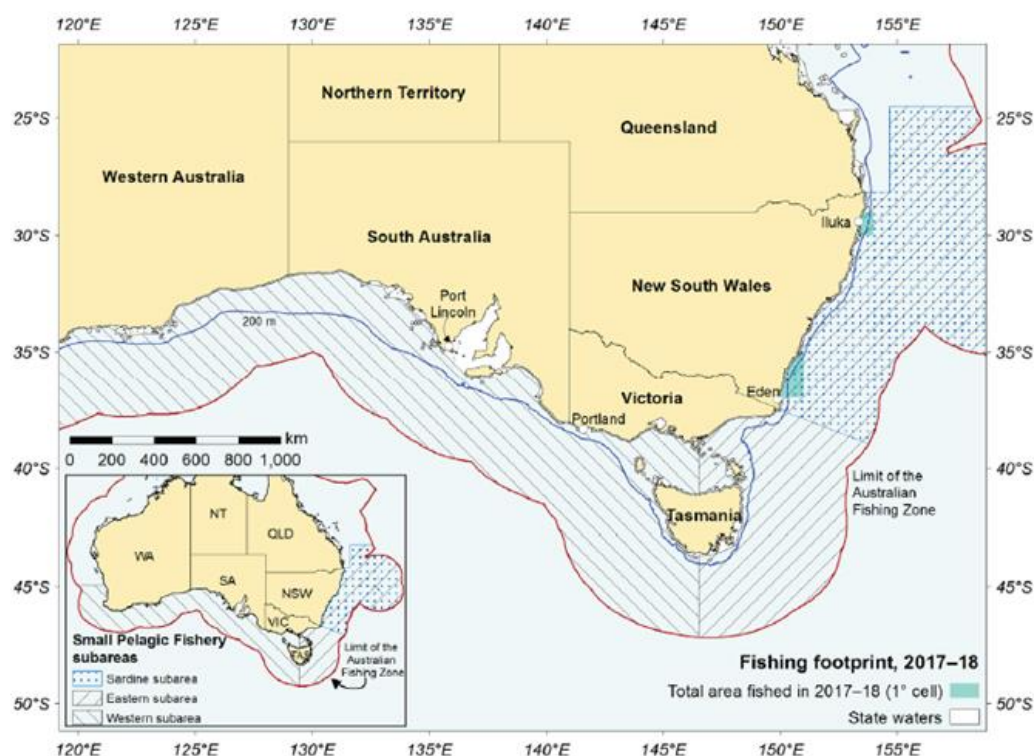 120°E 125°E 130°E 135°E 140°E 145°E 150°E 155°E
Northern Territory
25°S 25°S
Queensland
Western Australia
Iluka
30°S 30°S
South Australia
New South Wales
Port
Lincoln
200 m
35°S 35°S
Eden
Victoria
Portland
km
0 200 400 600 800 1,000
40°S
Limit of the
Australian
Fishing Zone
Tasmania
NT
QLD
WA
SA
45°S
NSW
VIC
TAS
Small Pelagic Fishery
subareas
Limit of the
Australian
Fishing Zone
Sardine subarea
Eastern subarea
Western subarea
Fishing footprint, 2017–18
Total area fished in 2017–18 (1° cell)
State waters
45°S
40°S
50°S 50°S
120°E 125°E 130°E 135°E 140°E 145°E 150°E 155°E